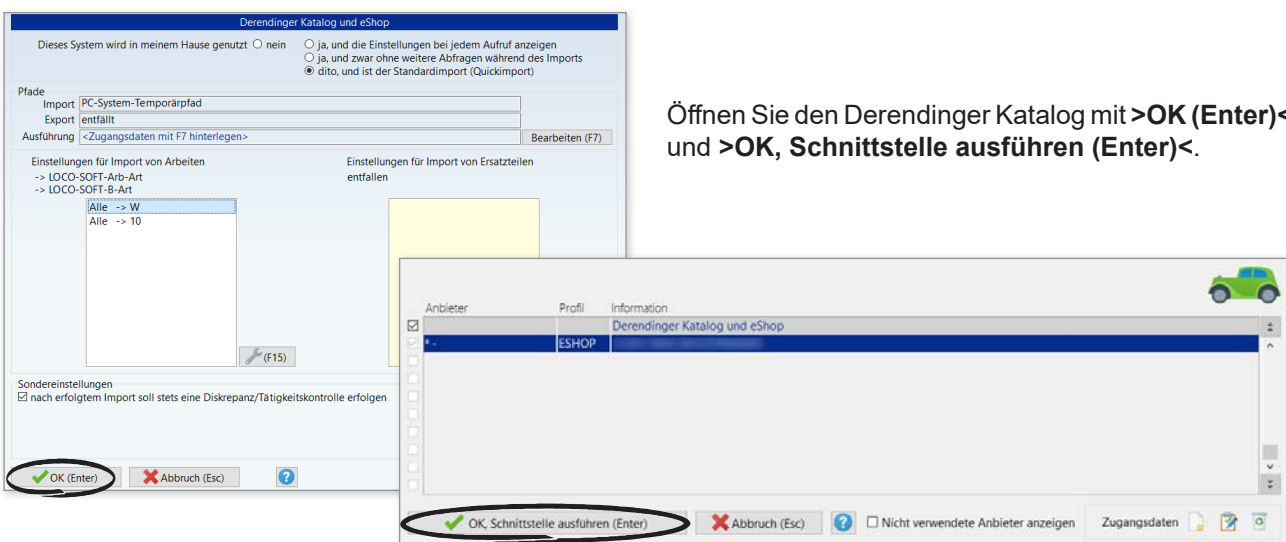 Derendinger Katalog und eShop
Dieses System wird in meinem Hause genutzt nein ja, und die Einstellungen bei jedem Aufruf anzeigen
ja, und zwar ohne weitere Abfragen während des Imports
dito, und ist der Standardimport (Quickimport)
Pfade
Import PC-System-Temporärpfad
Export entfällt
Ausführung <Zugangsdaten mit F7 hinterlegen> Bearbeiten (F7)
Einstellungen für Import von Arbeiten Einstellungen für Import von Ersatzteilen
-> LOCO-SOFT-Arb-Art entfallen
-> LOCO-SOFT-B-Art
Alle -> W
Alle -> 10
(F15)
Sondereinstellungen
nach erfolgtem Import soll stets eine Diskrepanz/Tätigkeitskontrolle erfolgen
OK (Enter) Abbruch (Esc) ?
Öffnen Sie den Derendinger Katalog mit >OK (Enter)<
und >OK, Schnittstelle ausführen (Enter)<.
Anbieter Profil Information
Derendinger Katalog und eShop
* - ESHOP
OK, Schnittstelle ausführen (Enter) Abbruch (Esc) ? Nicht verwendete Anbieter anzeigen Zugangsdaten